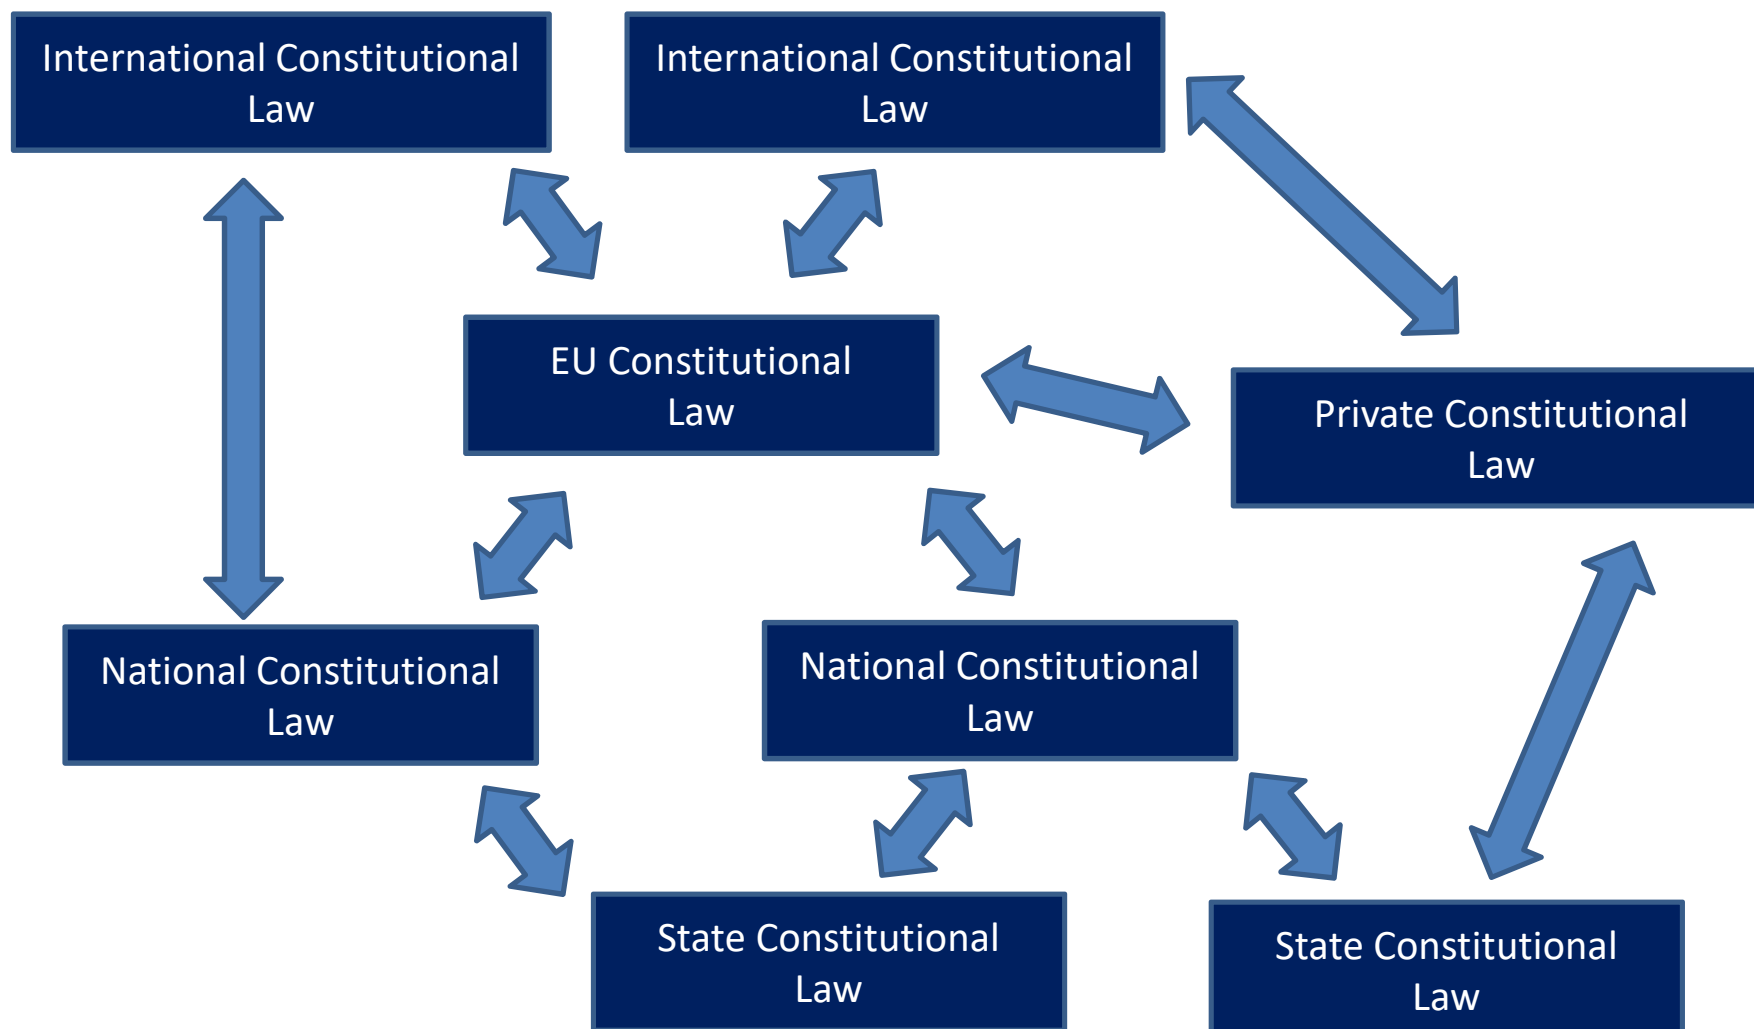 International Constitutional
Law
International Constitutional
Law
EU Constitutional
Law
Private Constitutional
Law
National Constitutional
Law
National Constitutional
Law
State Constitutional
Law
State Constitutional
Law